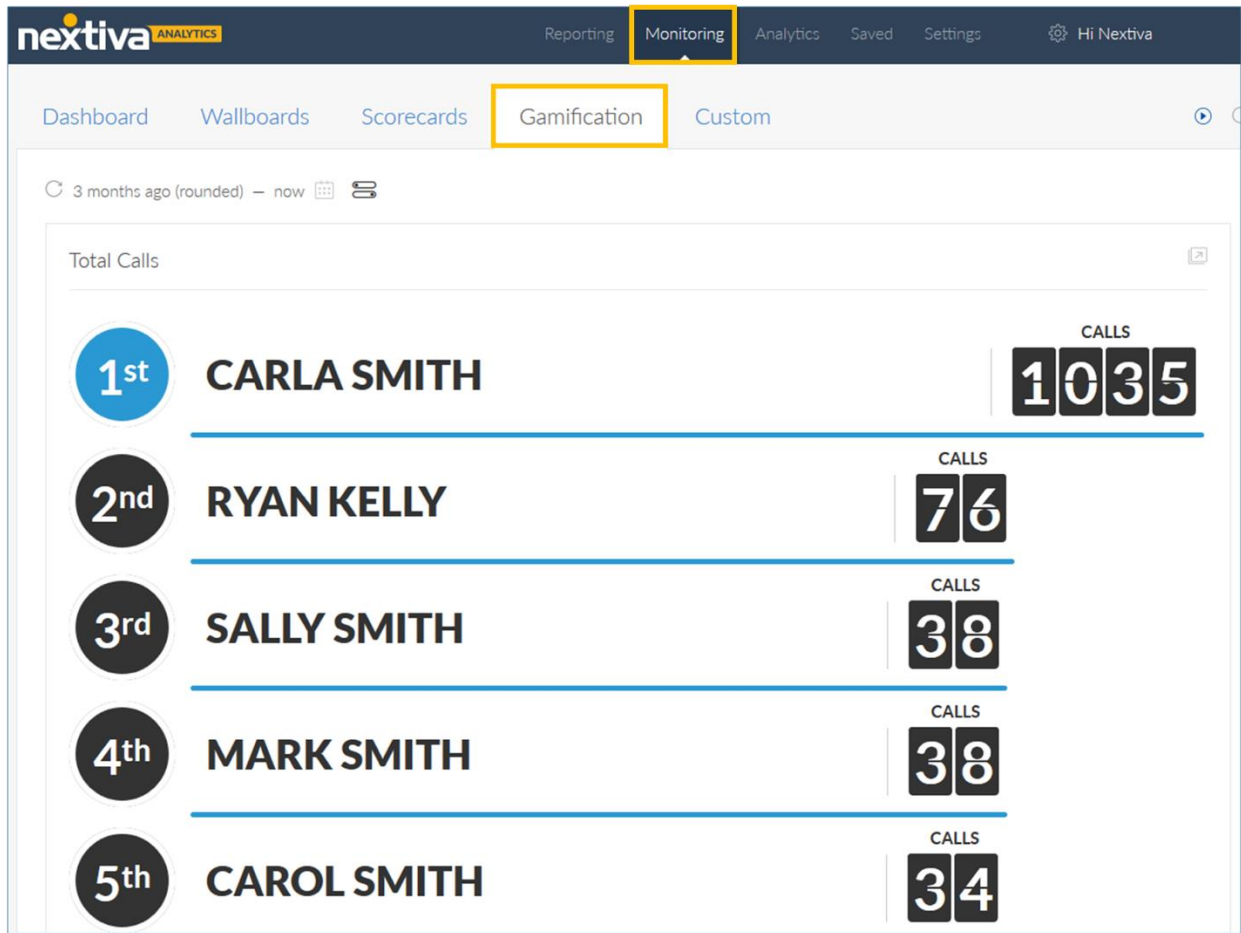 nextiva ANALYTICS Reporting Monitoring Analytics Saved Settings Hi Nextiva
Dashboard Wallboards Scorecards Gamification Custom
3 months ago (rounded) — now
Total Calls
CALLS
1st CARLA SMITH 1035
CALLS
2nd RYAN KELLY 76
CALLS
3rd SALLY SMITH 38
CALLS
4th MARK SMITH 38
CALLS
5th CAROL SMITH 34